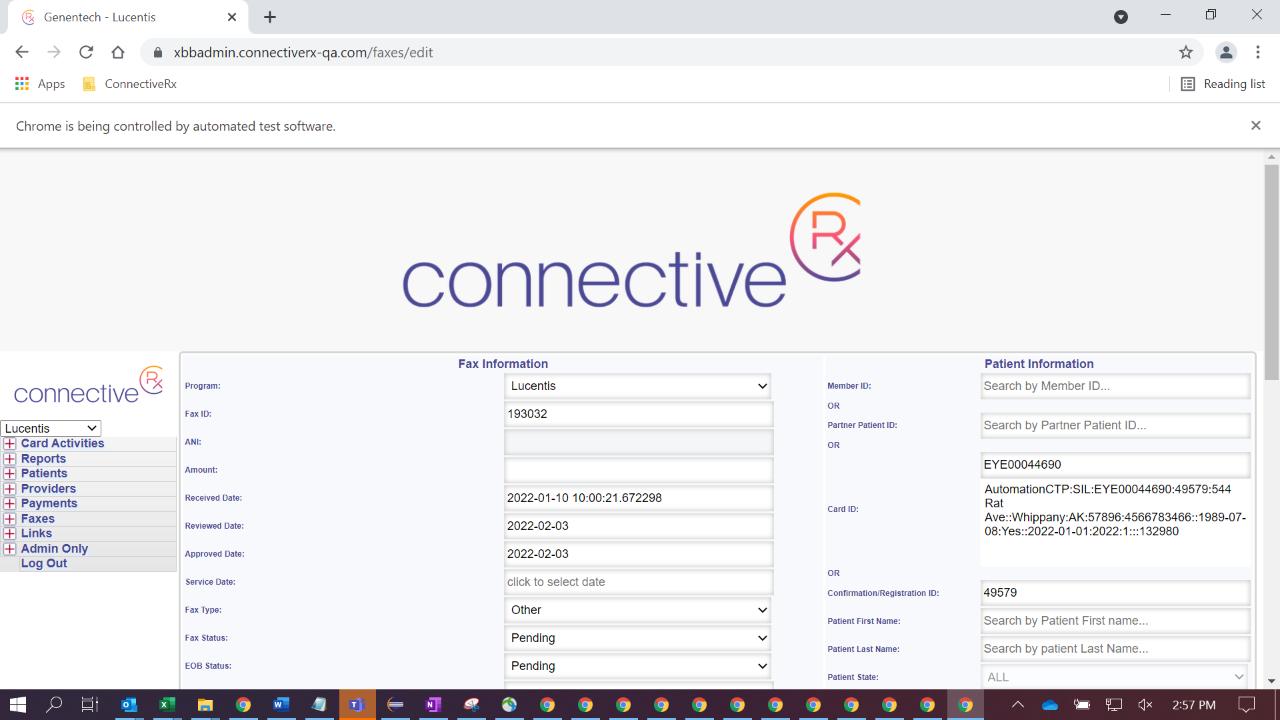 Genentech - Lucentis
xbbadmin.connectiverx-qa.com/faxes/edit
Apps
ConnectiveRx
Reading list
Chrome is being controlled by automated test software.
connective Rx
connective Rx
Lucentis
Card Activities
Reports
Patients
Providers
Payments
Faxes
Links
Admin Only
Log Out
Fax Information
Program:
Lucentis
Fax ID:
193032
ANI:
Amount:
Received Date:
2022-01-10 10:00:21.672298
Reviewed Date:
2022-02-03
Approved Date:
2022-02-03
Service Date:
click to select date
Fax Type:
Other
Fax Status:
Pending
EOB Status:
Pending
Patient Information
Member ID:
Search by Member ID...
OR
Partner Patient ID:
Search by Partner Patient ID...
OR
EYE00044690
Card ID:
AutomationCTP:SIL:EYE00044690:49579:544
Rat
Ave::Whippany:AK:57896:4566783466::1989-07-
08:Yes::2022-01-01:2022:1:::132980
OR
Confirmation/Registration ID:
49579
Patient First Name:
Search by Patient First name...
Patient Last Name:
Search by patient Last Name...
Patient State:
ALL
2:57 PM